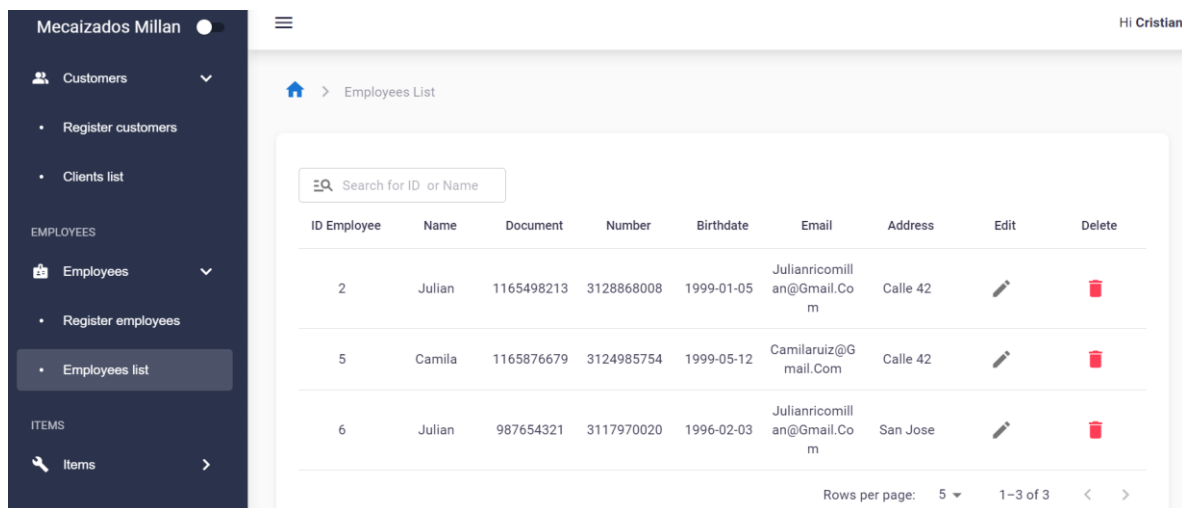 Mecaizados Millan
Hi Cristian
Customers
Register customers
Clients list
EMPLOYEES
Employees
Register employees
Employees list
ITEMS
Items
Employees List
Search for ID or Name
ID Employee Name Document Number Birthdate Email Address Edit Delete
2 Julian 1165498213 3128868008 1999-01-05 Julianricomill
an@Gmail.Co
m Calle 42
5 Camila 1165876679 3124985754 1999-05-12 Camilaruiz@G
mail.Com Calle 42
6 Julian 987654321 3117970020 1996-02-03 Julianricomill
an@Gmail.Co
m San Jose
Rows per page: 5 1–3 of 3